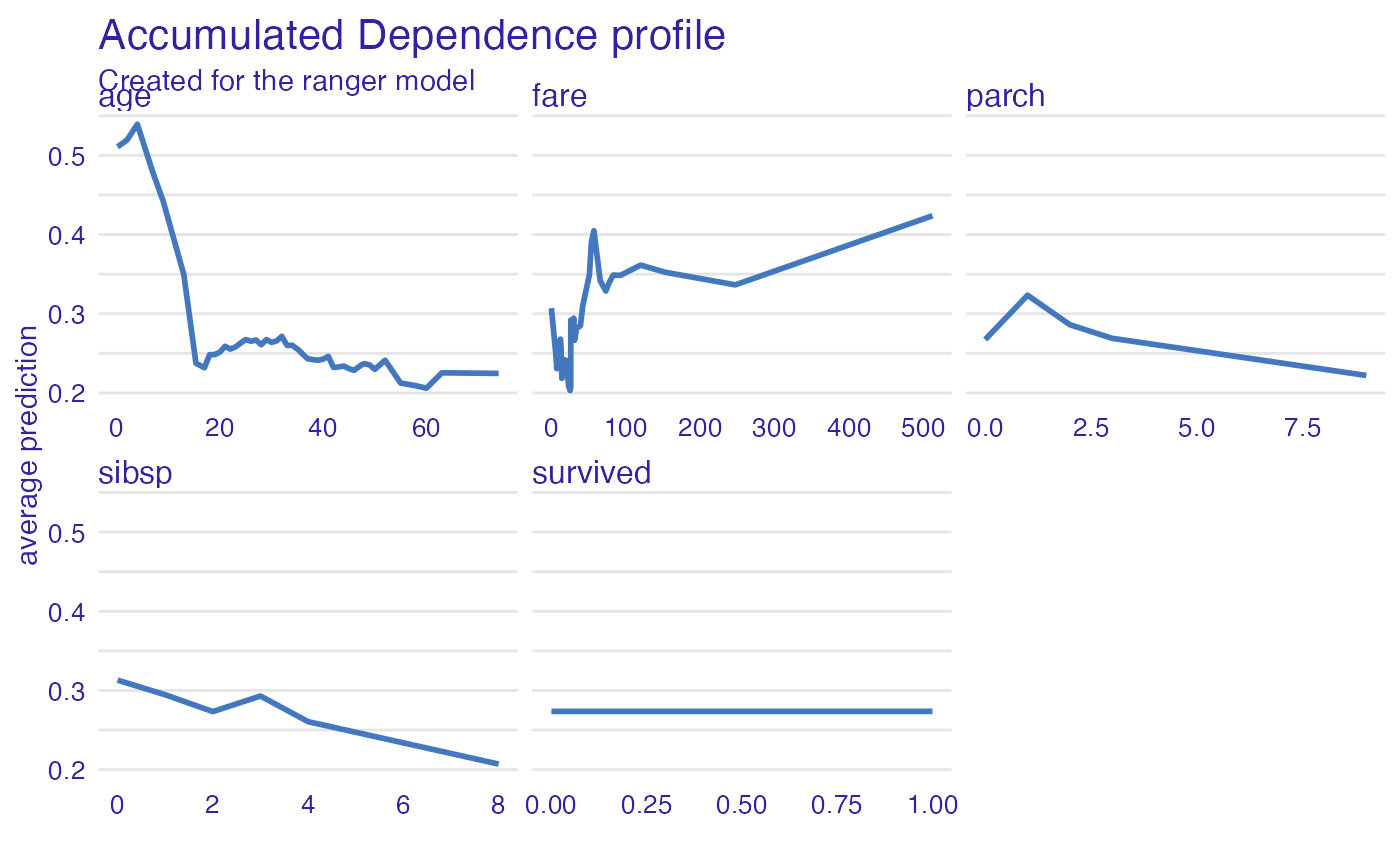 Accumulated Dependence profile
Created for the ranger model
age
fare
parch
0.5
0.4
0.3
0.2
0 20 40 60
0 100 200 300 400 500
0.0 2.5 5.0 7.5
average prediction
sibsp
survived
0.5
0.4
0.3
0.2
0 2 4 6 8
0.00 0.25 0.50 0.75 1.00